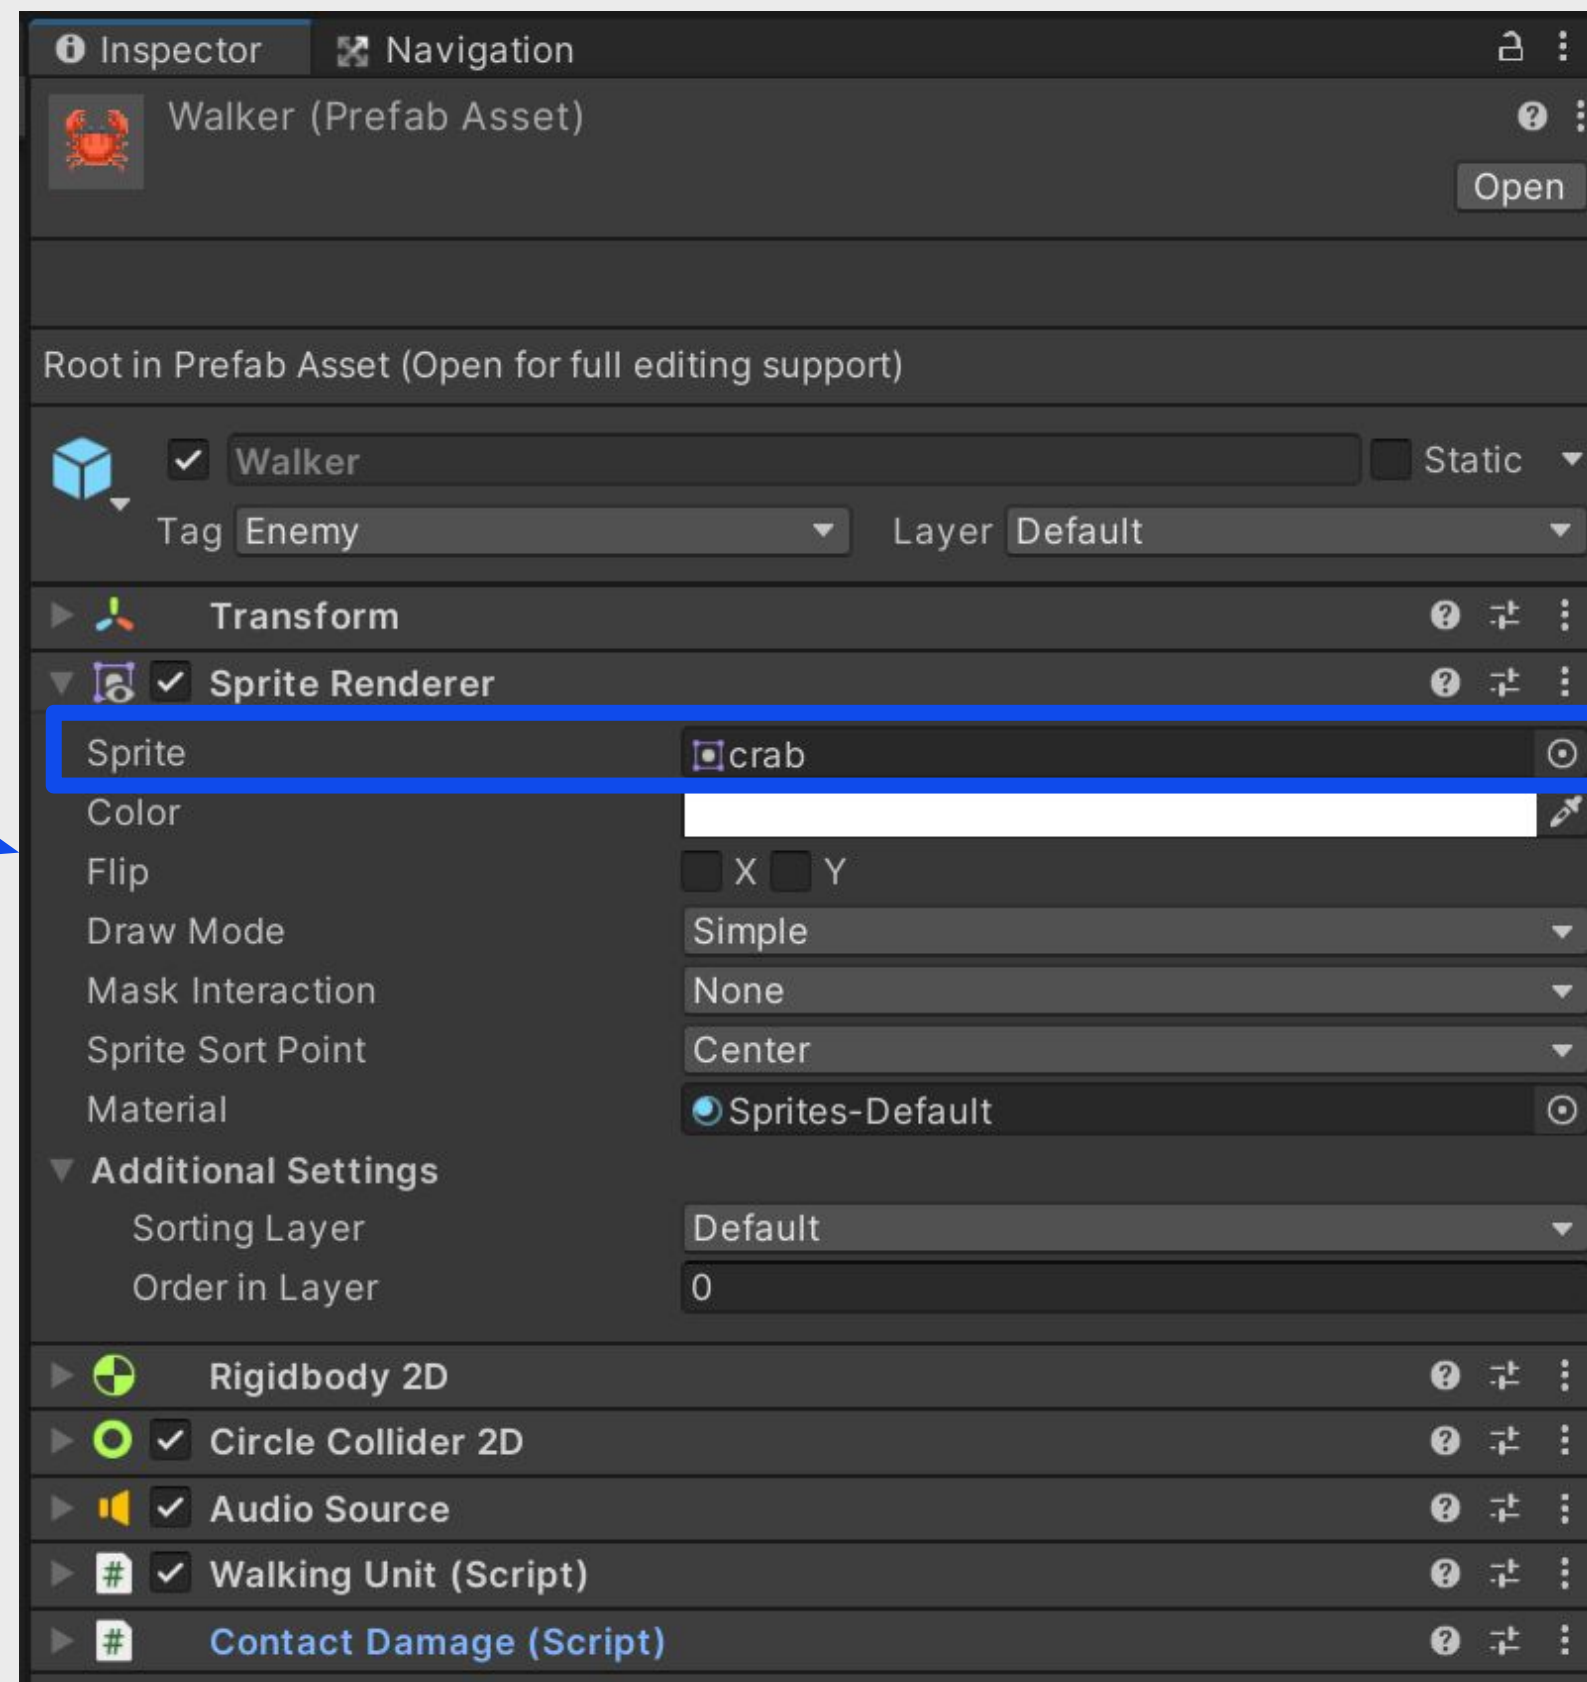 Inspector Navigation
Walker (Prefab Asset)
Open
Root in Prefab Asset (Open for full editing support)
Walker Static
Tag Enemy Layer Default
Transform
Sprite Renderer
Sprite crab
Color
Flip X Y
Draw Mode Simple
Mask Interaction None
Sprite Sort Point Center
Material Sprites-Default
Additional Settings
Sorting Layer Default
Order in Layer 0
Rigidbody 2D
Circle Collider 2D
Audio Source
# Walking Unit (Script)
# Contact Damage (Script)